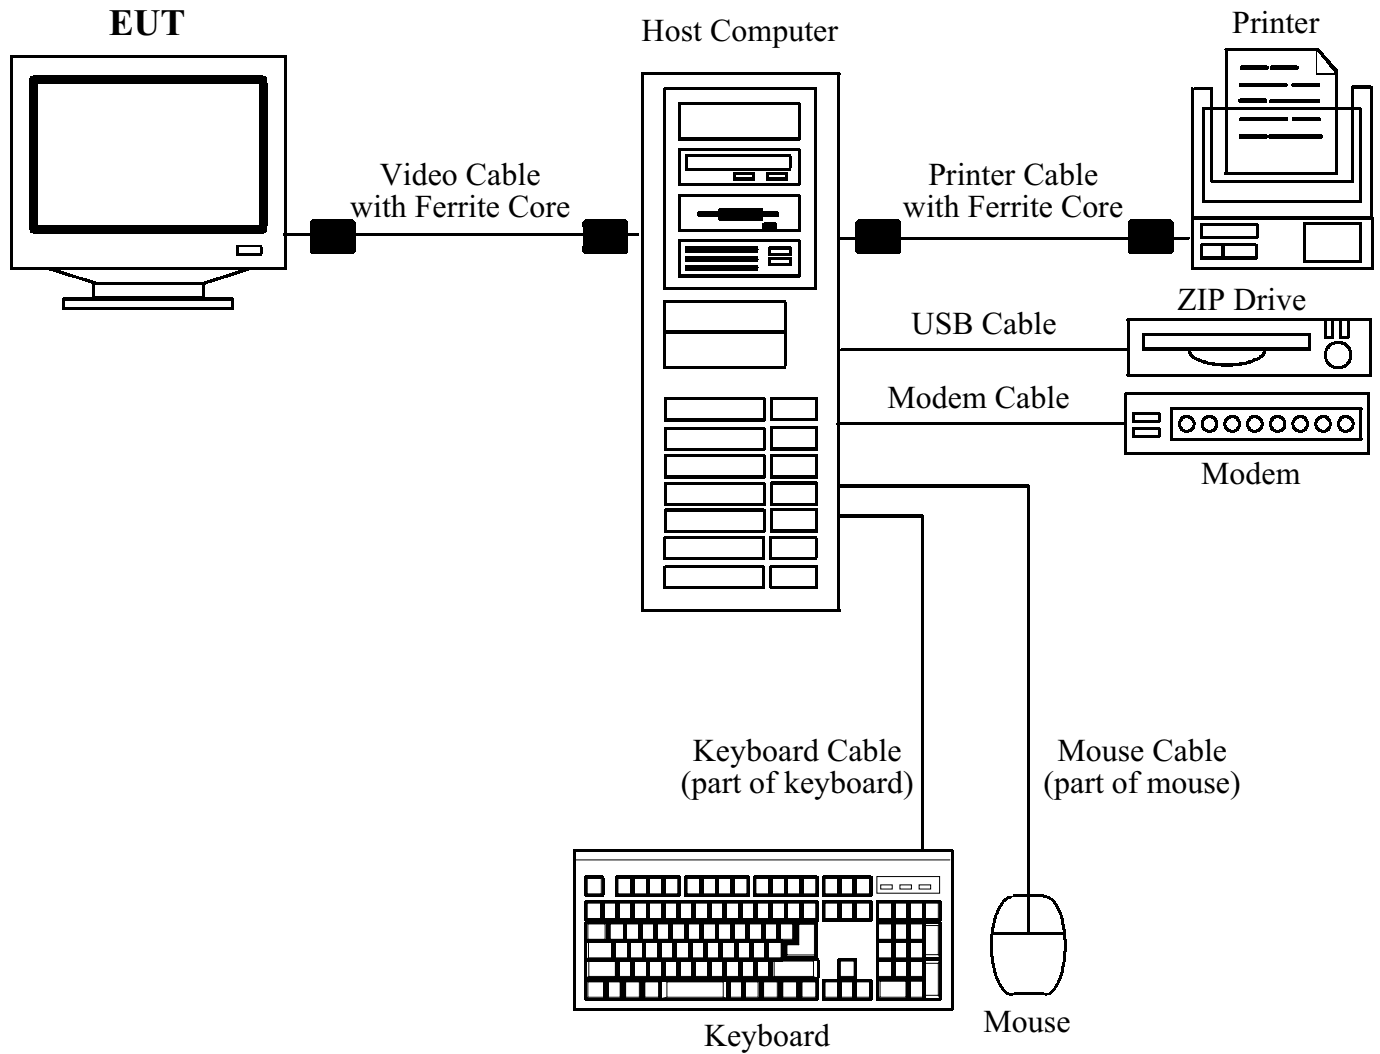 EUT
Host Computer
Printer
Video Cable
with Ferrite Core
Printer Cable
with Ferrite Core
ZIP Drive
USB Cable
Modem Cable
Modem
Keyboard Cable
(part of keyboard)
Mouse Cable
(part of mouse)
Keyboard
Mouse